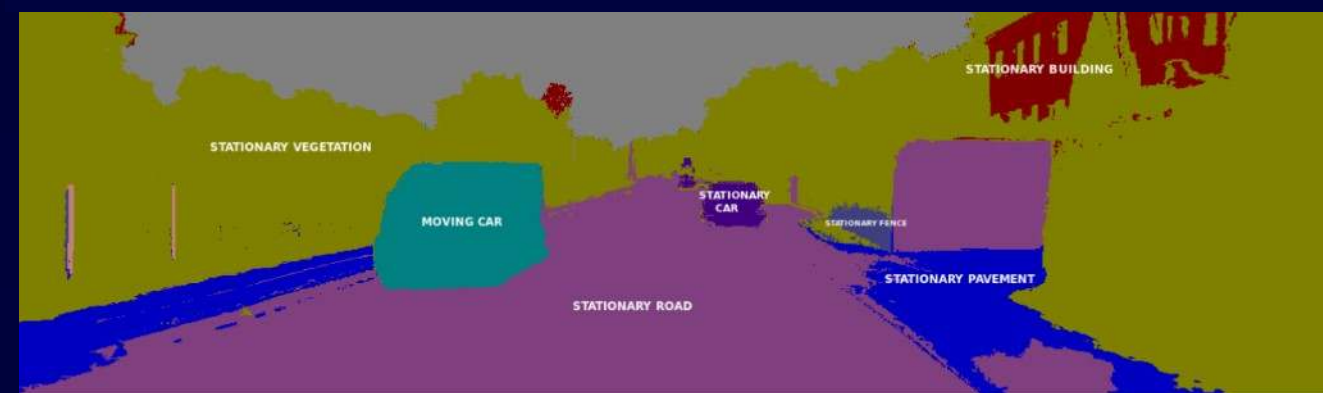 STATIONARY BUILDING
STATIONARY VEGETATION
STATIONARY
CAR
MOVING CAR
STATIONARY FENCE
STATIONARY PAVEMENT
STATIONARY ROAD